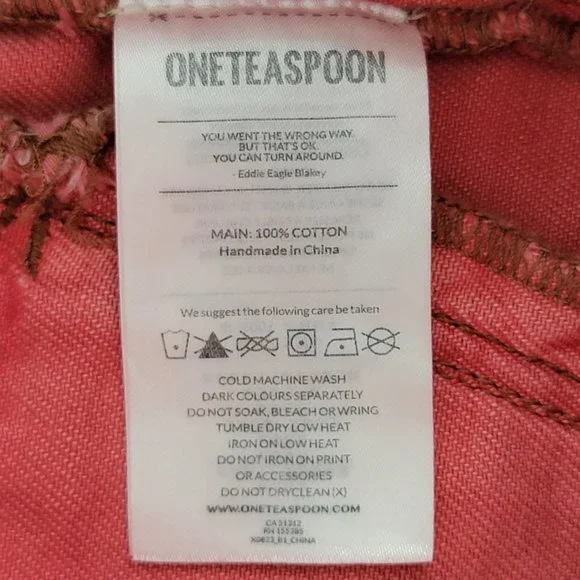 ONETEASPOON
YOU WENT THE WRONG WAY.
BUT THAT'S OK.
YOU CAN TURN AROUND.
- Eddie Eagle Blakey
MAIN: 100% COTTON
Handmade in China
We suggest the following care be taken
COLD MACHINE WASH
DARK COLOURS SEPARATELY
DO NOT SOAK, BLEACH OR WRING
TUMBLE DRY LOW HEAT
IRON ON LOW HEAT
DO NOT IRON ON PRINT
OR ACCESSORIES
DO NOT DRYCLEAN (X)
WWW.ONETEASPOON.COM
CA 51312
RN 155385
X0023_B1_CHINA